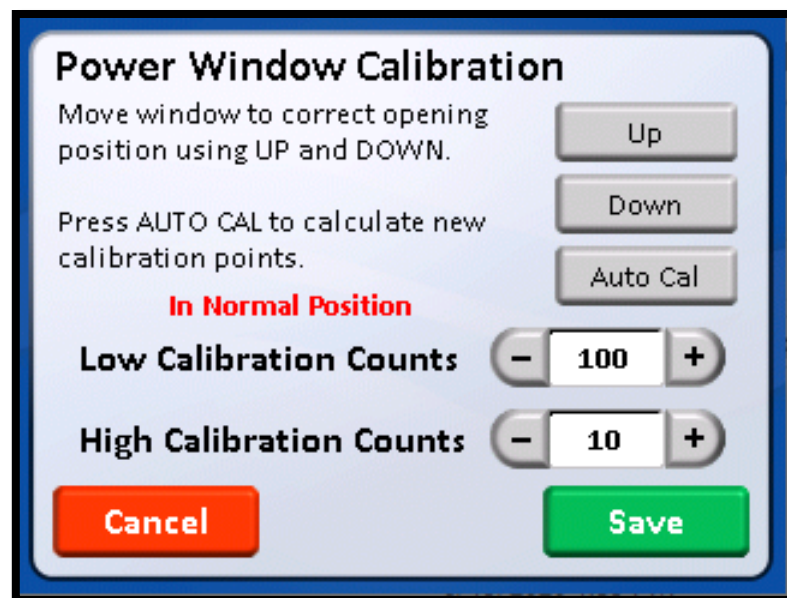 Power Window Calibration
Move window to correct opening
position using UP and DOWN.
Up
Down
Press AUTO CAL to calculate new
calibration points.
Auto Cal
In Normal Position
Low Calibration Counts - 100 +
High Calibration Counts - 10 +
Cancel
Save